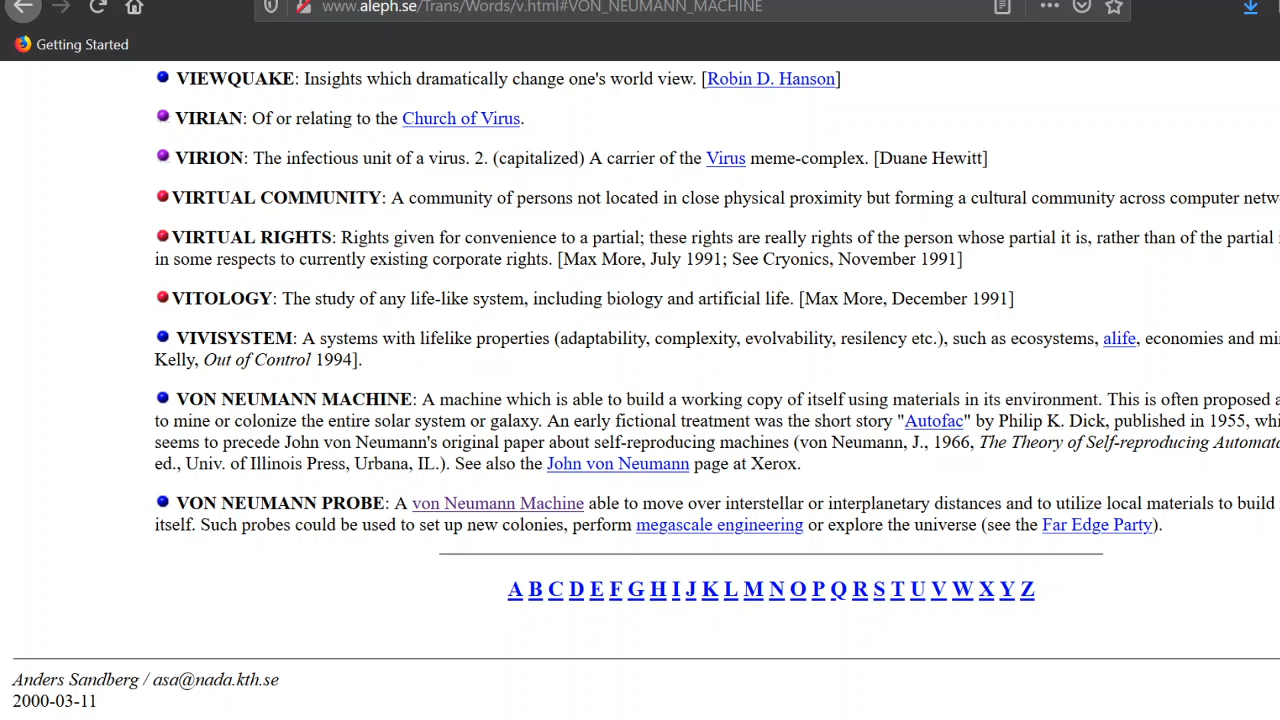 www.aleph.se/Trans/Words/v.html#VON_NEUMANN_MACHINE
Getting Started
VIEWQUAKE: Insights which dramatically change one's world view. [Robin D. Hanson]
VIRIAN: Of or relating to the Church of Virus.
VIRION: The infectious unit of a virus. 2. (capitalized) A carrier of the Virus meme-complex. [Duane Hewitt]
VIRTUAL COMMUNITY: A community of persons not located in close physical proximity but forming a cultural community across computer netw
VIRTUAL RIGHTS: Rights given for convenience to a partial; these rights are really rights of the person whose partial it is, rather than of the partial
in some respects to currently existing corporate rights. [Max More, July 1991; See Cryonics, November 1991]
VITOLOGY: The study of any life-like system, including biology and artificial life. [Max More, December 1991]
VIVISYSTEM: A systems with lifelike properties (adaptability, complexity, evolvability, resilency etc.), such as ecosystems, alife, economies and mi
Kelly, Out of Control 1994].
VON NEUMANN MACHINE: A machine which is able to build a working copy of itself using materials in its environment. This is often proposed a
to mine or colonize the entire solar system or galaxy. An early fictional treatment was the short story "Autofac" by Philip K. Dick, published in 1955, whi
seems to precede John von Neumann's original paper about self-reproducing machines (von Neumann, J., 1966, The Theory of Self-reproducing Automata
ed., Univ. of Illinois Press, Urbana, IL.). See also the John von Neumann page at Xerox.
VON NEUMANN PROBE: A von Neumann Machine able to move over interstellar or interplanetary distances and to utilize local materials to build
itself. Such probes could be used to set up new colonies, perform megascale engineering or explore the universe (see the Far Edge Party).
A B C D E F G H I J K L M N O P Q R S T U V W X Y Z
Anders Sandberg / asa@nada.kth.se
2000-03-11